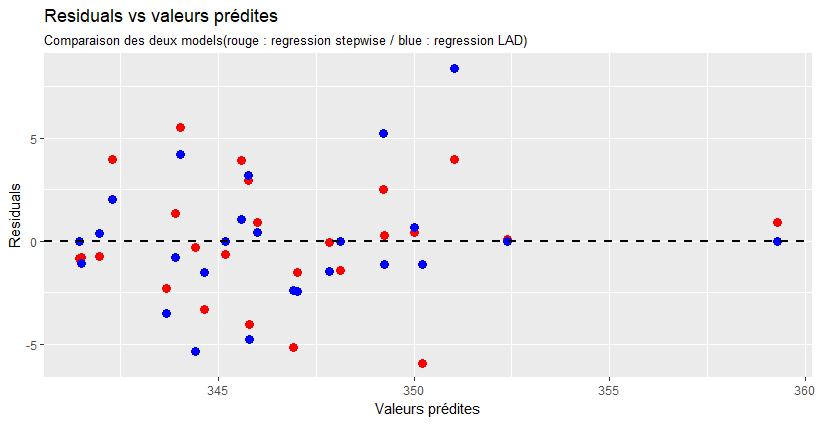 Residuals vs valeurs prédites
Comparaison des deux models(rouge : regression stepwise / blue : regression LAD)
Residuals
5
0
-5
345
350
355
360
Valeurs prédites